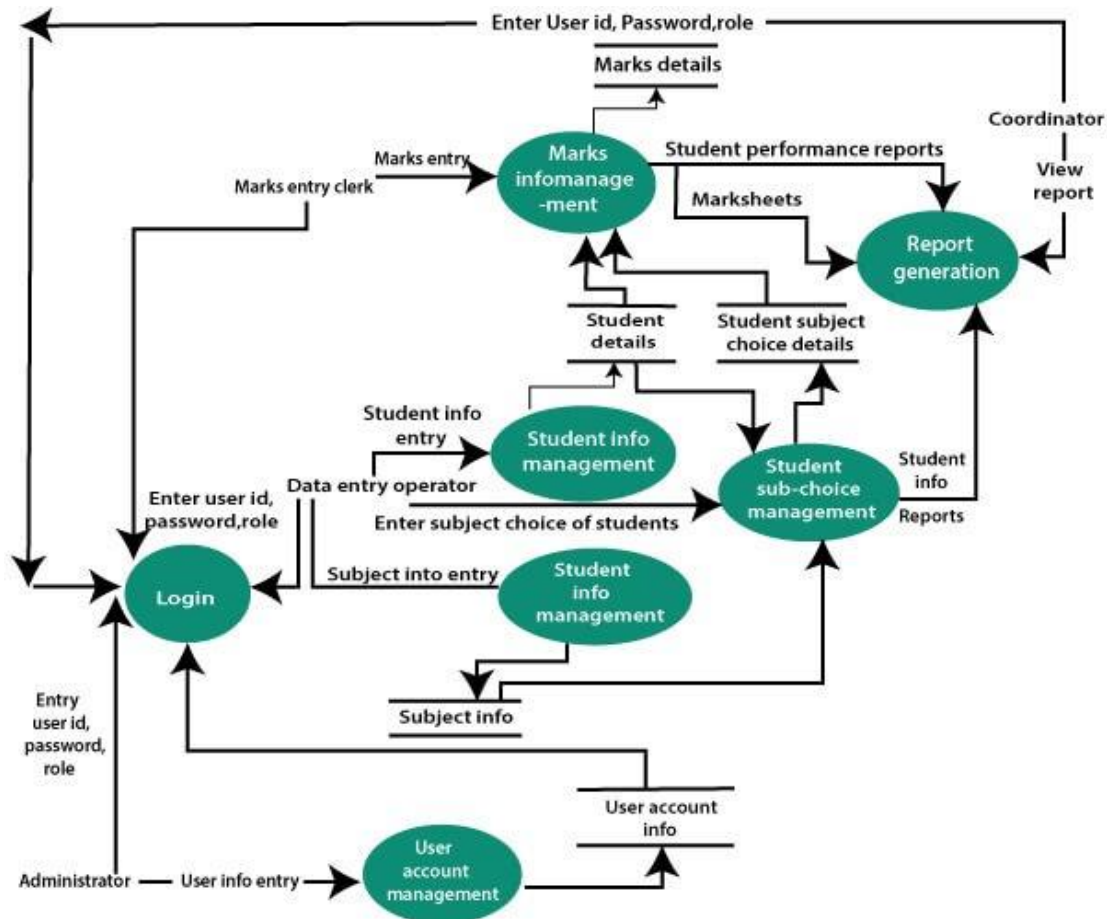 Enter User id, Password,role
Marks details
Coordinator
View
report
Marks entry
Marks entry clerk
Marks
infomanage
-ment
Student performance reports
Marksheets
Report
generation
Student
details
Student subject
choice details
Student info
entry
Student info
management
Data entry operator
Enter user id,
password,role
Enter subject choice of students
Student
sub-choice
management
Student
info
Reports
Login
Subject into entry
Student
info
management
Subject info
Entry
user id,
password,
role
User account
info
Administrator
User info entry
User
account
management